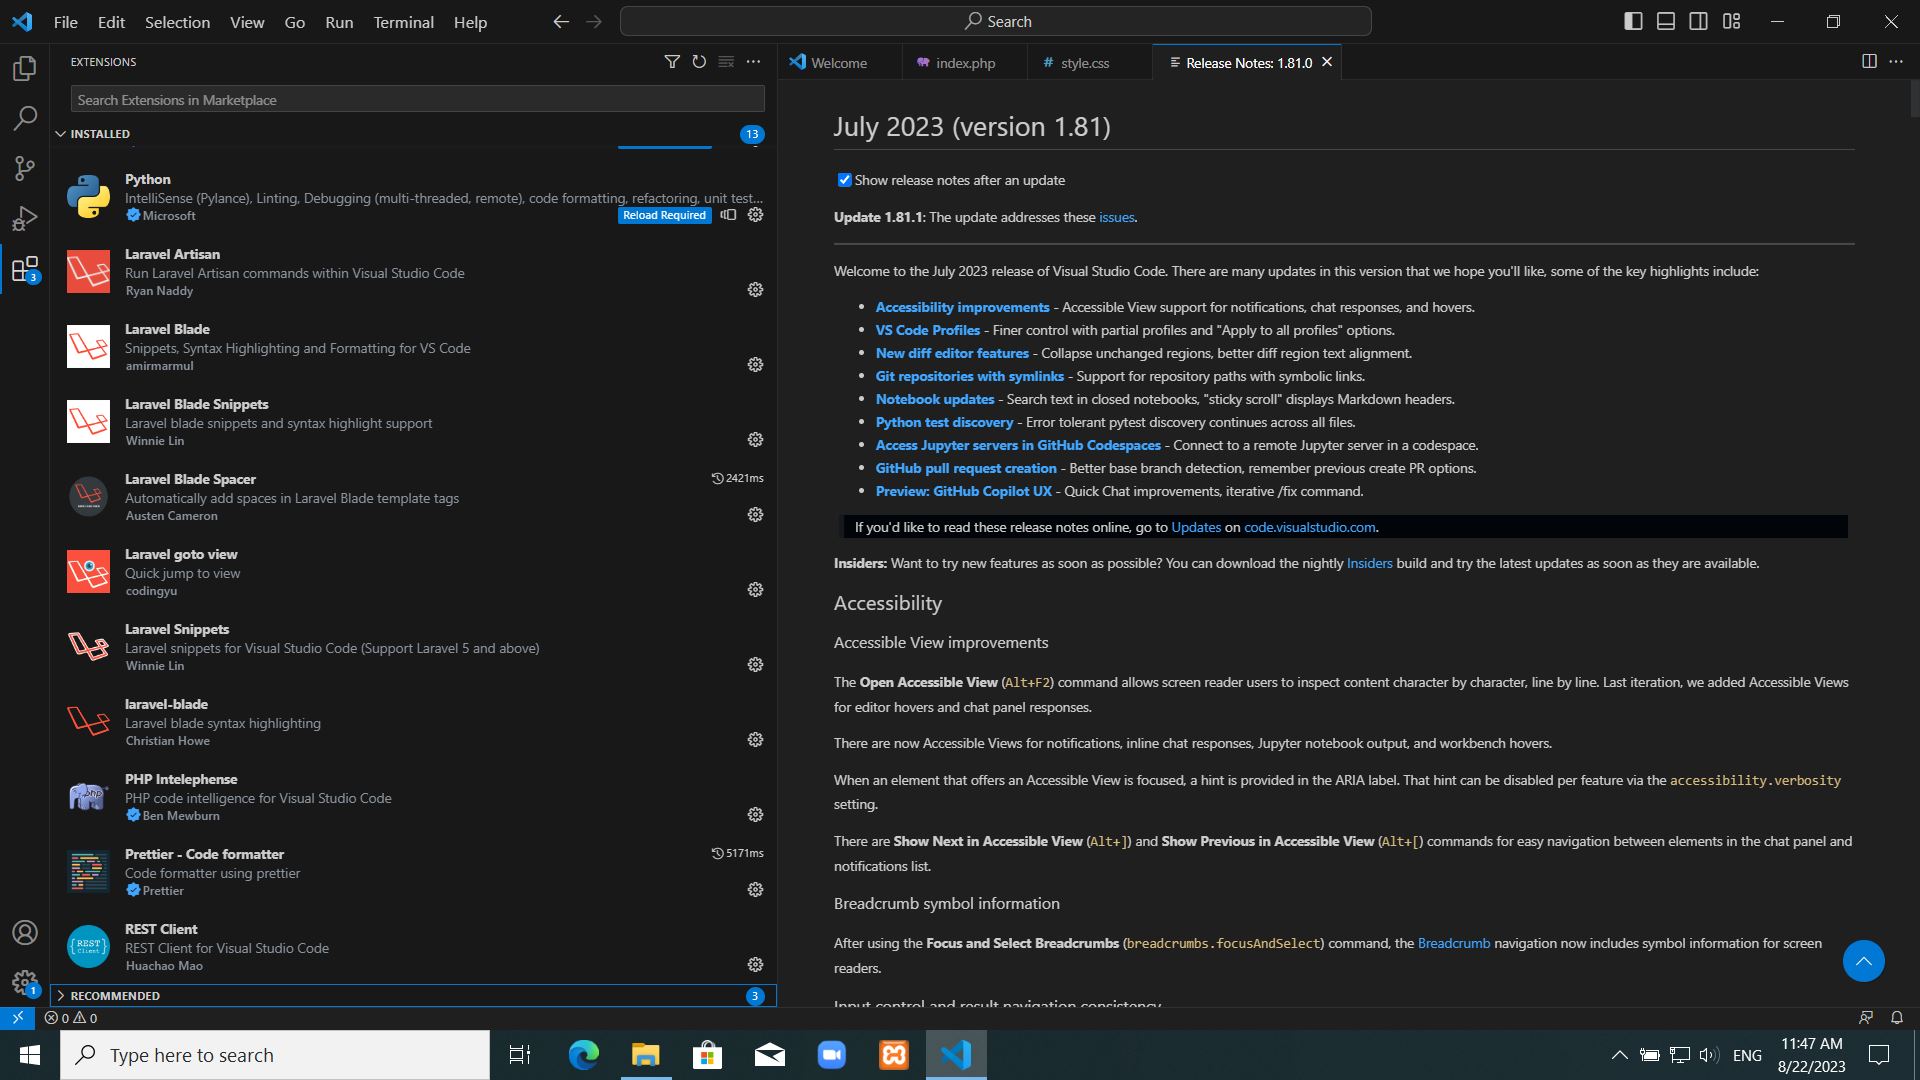 File Edit Selection View Go Run Terminal Help
Search
EXTENSIONS
Search Extensions in Marketplace
INSTALLED
13
Python
IntelliSense (Pylance), Linting, Debugging (multi-threaded, remote), code formatting, refactoring, unit test...
Microsoft
Reload Required
Laravel Artisan
Run Laravel Artisan commands within Visual Studio Code
Ryan Naddy
Laravel Blade
Snippets, Syntax Highlighting and Formatting for VS Code
amirmarmul
Laravel Blade Snippets
Laravel blade snippets and syntax highlight support
Winnie Lin
Laravel Blade Spacer
2421ms
Automatically add spaces in Laravel Blade template tags
Austen Cameron
Laravel goto view
Quick jump to view
codingyu
Laravel Snippets
Laravel snippets for Visual Studio Code (Support Laravel 5 and above)
Winnie Lin
laravel-blade
Laravel blade syntax highlighting
Christian Howe
PHP Intelephense
PHP code intelligence for Visual Studio Code
Ben Mewburn
php
Prettier - Code formatter
5171ms
Code formatter using prettier
Prettier
REST Client
REST Client for Visual Studio Code
Huachao Mao
{REST}
Client
RECOMMENDED
3
3
1
Welcome
index.php
# style.css
Release Notes: 1.81.0
July 2023 (version 1.81)
Show release notes after an update
Update 1.81.1: The update addresses these issues.
Welcome to the July 2023 release of Visual Studio Code. There are many updates in this version that we hope you'll like, some of the key highlights include:
• Accessibility improvements - Accessible View support for notifications, chat responses, and hovers.
• VS Code Profiles - Finer control with partial profiles and "Apply to all profiles" options.
• New diff editor features - Collapse unchanged regions, better diff region text alignment.
• Git repositories with symlinks - Support for repository paths with symbolic links.
• Notebook updates - Search text in closed notebooks, "sticky scroll" displays Markdown headers.
• Python test discovery - Error tolerant pytest discovery continues across all files.
• Access Jupyter servers in GitHub Codespaces - Connect to a remote Jupyter server in a codespace.
• GitHub pull request creation - Better base branch detection, remember previous create PR options.
• Preview: GitHub Copilot UX - Quick Chat improvements, iterative /fix command.
If you'd like to read these release notes online, go to Updates on code.visualstudio.com.
Insiders: Want to try new features as soon as possible? You can download the nightly Insiders build and try the latest updates as soon as they are available.
Accessibility
Accessible View improvements
The Open Accessible View (Alt+F2) command allows screen reader users to inspect content character by character, line by line. Last iteration, we added Accessible Views
for editor hovers and chat panel responses.
There are now Accessible Views for notifications, inline chat responses, Jupyter notebook output, and workbench hovers.
When an element that offers an Accessible View is focused, a hint is provided in the ARIA label. That hint can be disabled per feature via the accessibility.verbosity
setting.
There are Show Next in Accessible View (Alt+]) and Show Previous in Accessible View (Alt+[) commands for easy navigation between elements in the chat panel and
notifications list.
Breadcrumb symbol information
After using the Focus and Select Breadcrumbs (breadcrumbs.focusAndSelect) command, the Breadcrumb navigation now includes symbol information for screen
readers.
Input control and result navigation consistency
0 0
Type here to search
ENG
11:47 AM
8/22/2023